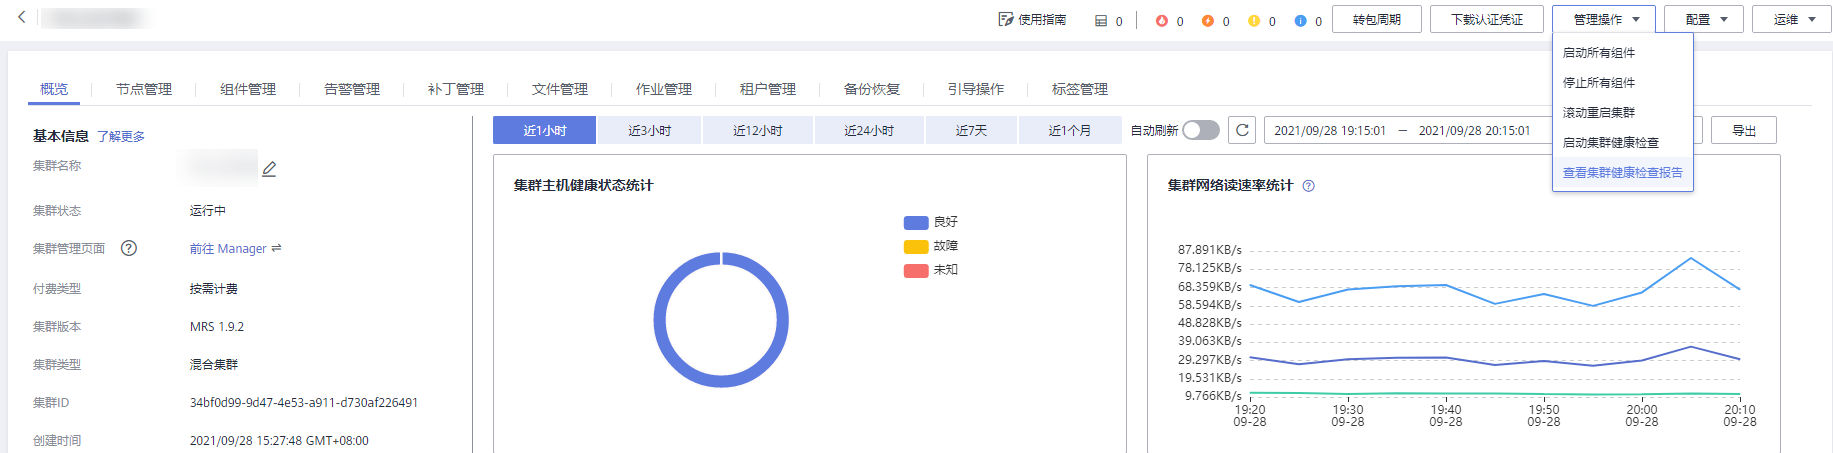 使用指南 0 0 0 0 0 转包周期 下载认证凭证 管理操作 配置 运维
启动所有组件
停止所有组件
滚动重启集群
启动集群健康检查
查看集群健康检查报告
概览 节点管理 组件管理 告警管理 补丁管理 文件管理 作业管理 租户管理 备份恢复 引导操作 标签管理
基本信息 了解更多
集群名称
集群状态 运行中
集群管理页面 前往 Manager
付费类型 按需计费
集群版本 MRS 1.9.2
集群类型 混合集群
集群ID 34bf0d99-9d47-4e53-a911-d730af226491
创建时间 2021/09/28 15:27:48 GMT+08:00
近1小时 近3小时 近12小时 近24小时 近7天 近1个月 自动刷新 2021/09/28 19:15:01 – 2021/09/28 20:15:01 导出
集群主机健康状态统计
良好
故障
未知
集群网络读速率统计
87.891KB/s
78.125KB/s
68.359KB/s
58.594KB/s
48.828KB/s
39.063KB/s
29.297KB/s
19.531KB/s
9.766KB/s
19:20 19:30 19:40 19:50 20:00 20:10
09-28 09-28 09-28 09-28 09-28 09-28